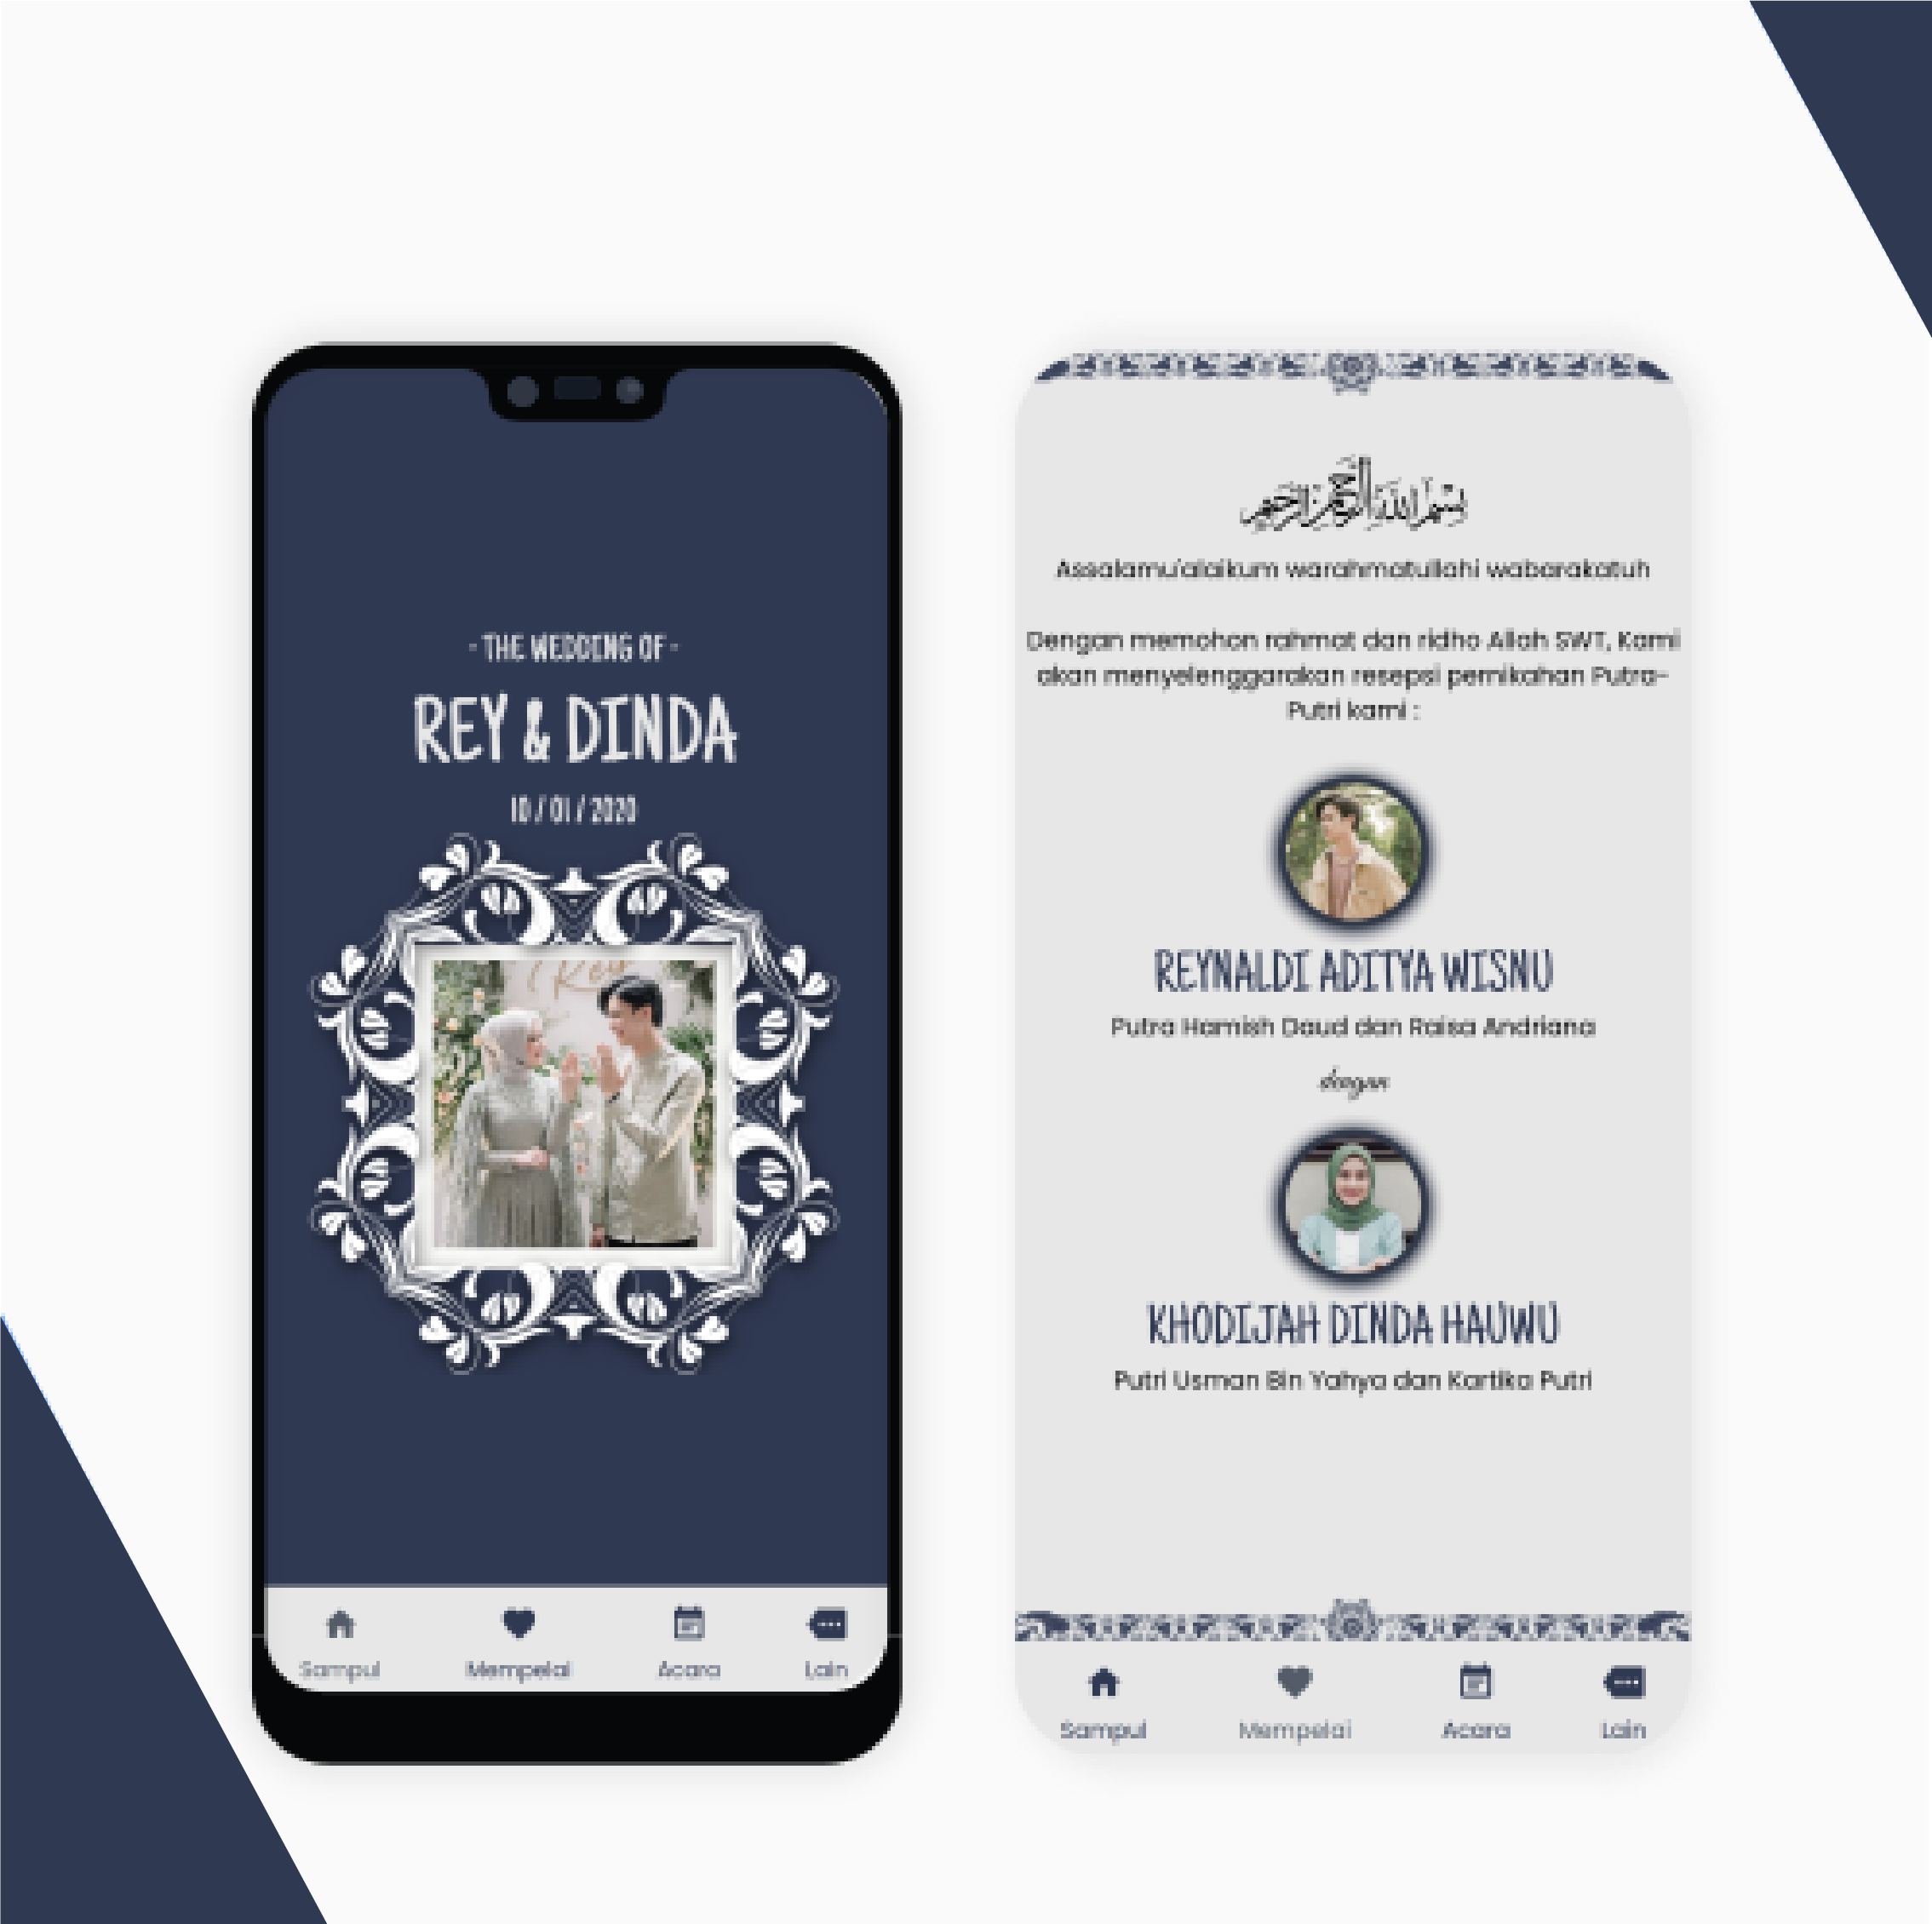 - THE WEDDING OF -
REY & DINDA
10 / 01 / 2020
Rey
Sampul
Mempelai
Acara
Lain
بسم الله الرحمن الرحيم
Assalamu'alaikum warahmatullahi wabarakatuh
Dengan memohon rahmat dan ridho Allah SWT, Kami
akan menyelenggarakan resepsi pernikahan Putra-
Putri kami :
REYNALDI ADITYA WISNU
Putra Hamish Daud dan Raisa Andriana
KHODIJAH DINDA HAUWU
Putri Usman Bin Yahya dan Kartika Putri
Sampul
Mempelai
Acara
Lain